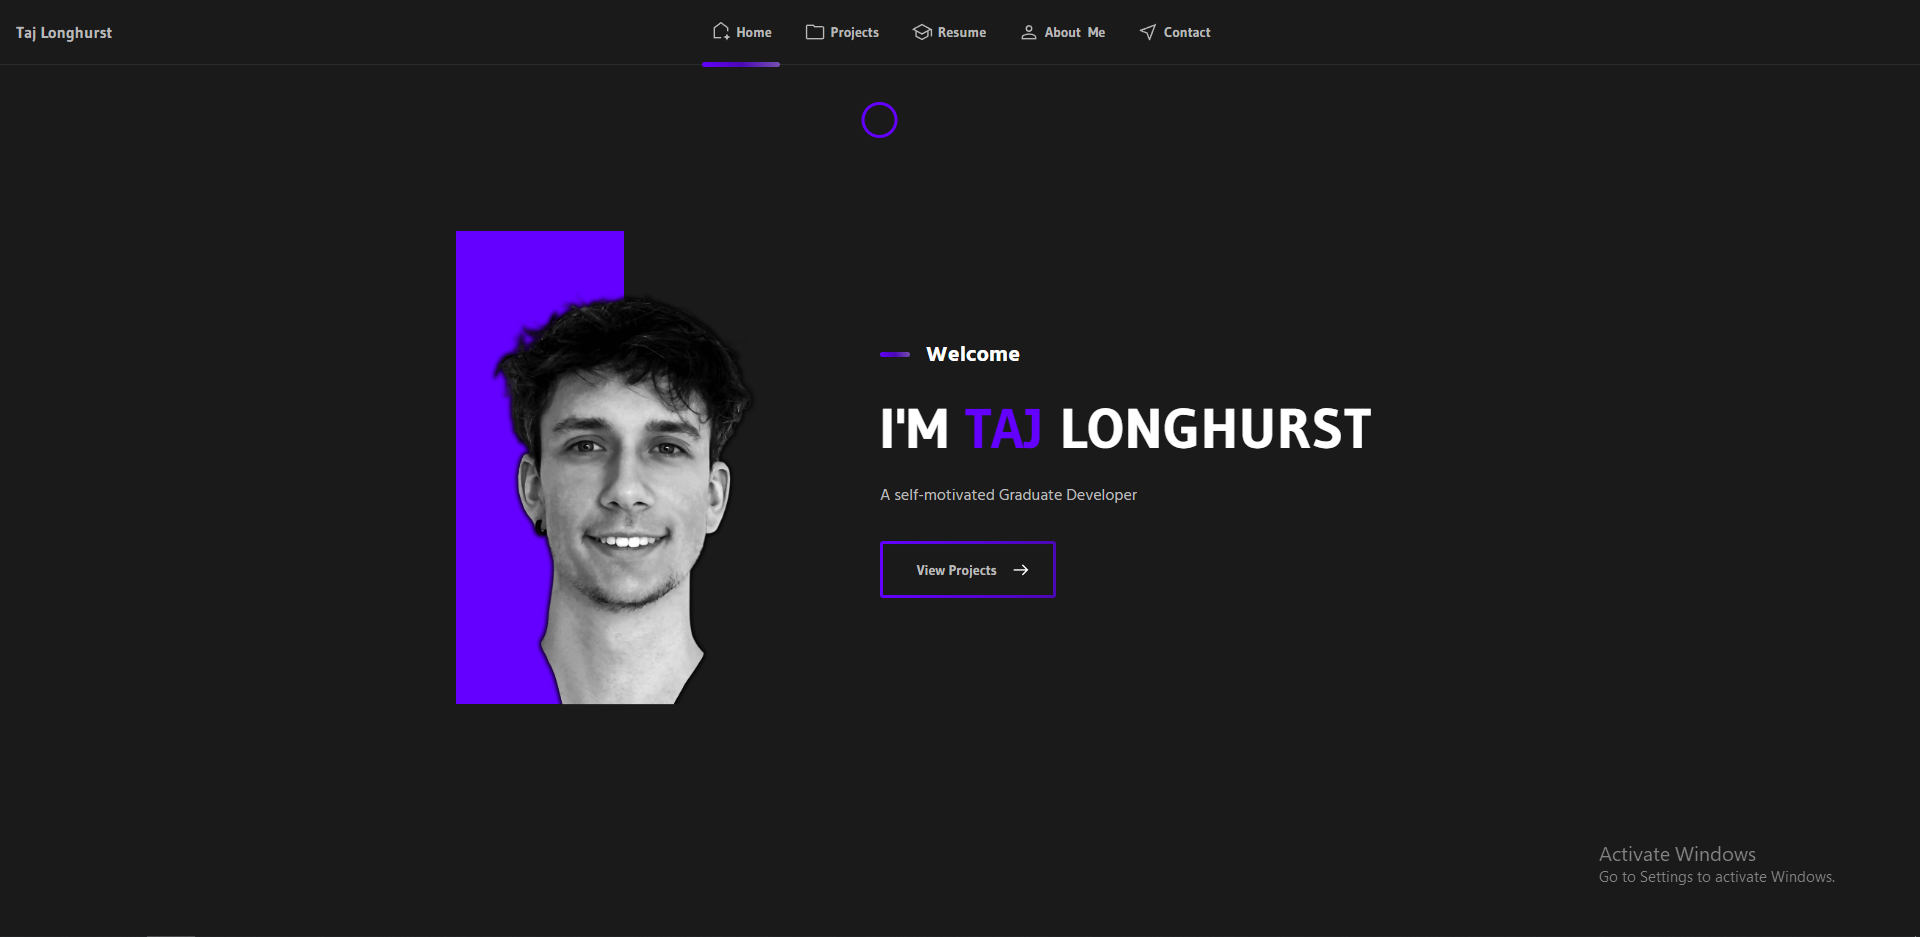 Taj Longhurst
Home
Projects
Resume
About Me
Contact
Welcome
I'M TAJ LONGHURST
A self-motivated Graduate Developer
View Projects
Activate Windows
Go to Settings to activate Windows.